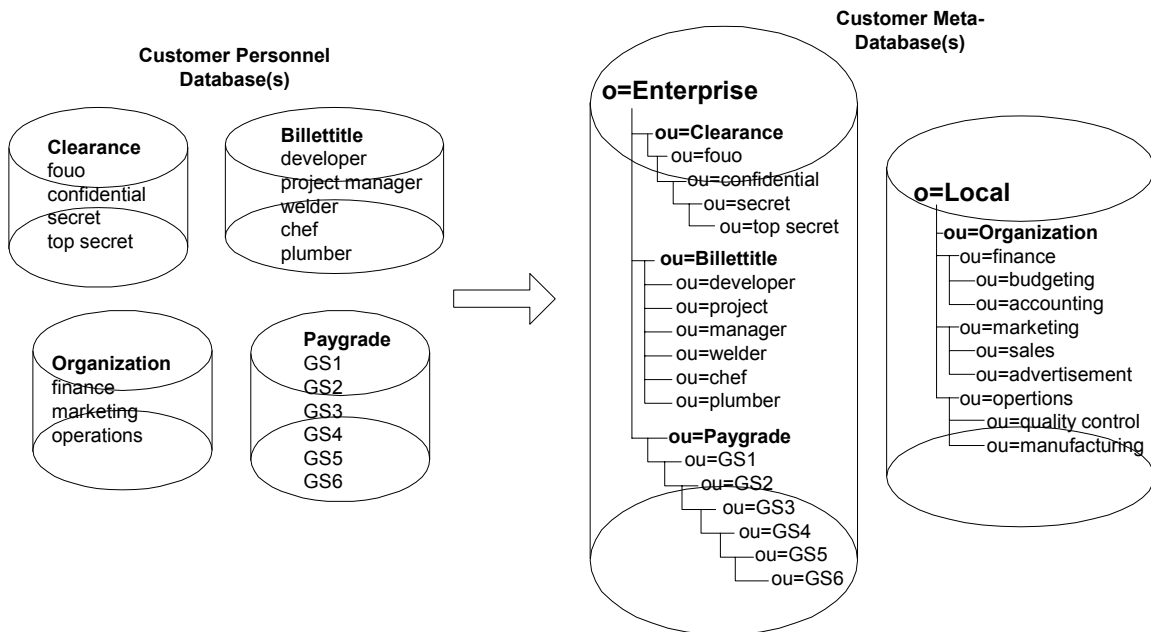 Customer Personnel
Database(s)
Clearance
fouo
confidential
secret
top secret
Billettitle
developer
project manager
welder
chef
plumber
Organization
finance
marketing
operations
Paygrade
GS1
GS2
GS3
GS4
GS5
GS6
Customer Meta-
Database(s)
o=Enterprise
ou=Clearance
ou=fouo
ou=confidential
ou=secret
ou=top secret
ou=Billettitle
ou=developer
ou=project
ou=manager
ou=welder
ou=chef
ou=plumber
ou=Paygrade
ou=GS1
ou=GS2
ou=GS3
ou=GS4
ou=GS5
ou=GS6
o=Local
ou=Organization
ou=finance
ou=budgeting
ou=accounting
ou=marketing
ou=sales
ou=advertisement
ou=opertions
ou=quality control
ou=manufacturing